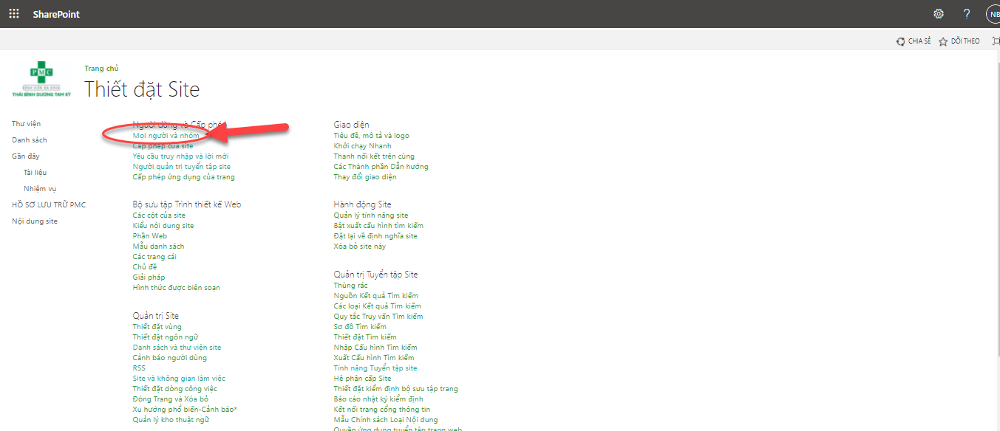 SharePoint
?
NB
CHIA SẺ
DÕI THEO
PMC
BỆNH VIỆN ĐA KHOA
THÁI BÌNH DƯƠNG TAM KỲ
Trang chủ
Thiết đặt Site
Thư viện
Danh sách
Gần đây
Tài liệu
Nhiệm vụ
HỒ SƠ LƯU TRỮ PMC
Nội dung site
Người dùng và Cấp phép
Mọi người và nhóm
Cấp phép của site
Yêu cầu truy nhập và lời mời
Người quản trị tuyển tập site
Cấp phép ứng dụng của trang
Bộ sưu tập Trình thiết kế Web
Các cột của site
Kiểu nội dung site
Phần Web
Mẫu danh sách
Các trang cái
Chủ đề
Giải pháp
Hình thức được biên soạn
Quản trị Site
Thiết đặt vùng
Thiết đặt ngôn ngữ
Danh sách và thư viện site
Cảnh báo người dùng
RSS
Site và không gian làm việc
Thiết đặt dòng công việc
Đóng Trang và Xóa bỏ
Xu hướng phổ biến-Cảnh báo*
Quản lý kho thuật ngữ
Giao diện
Tiêu đề, mô tả và logo
Khởi chạy Nhanh
Thanh nối kết trên cùng
Các Thành phần Dẫn hướng
Thay đổi giao diện
Hành động Site
Quản lý tính năng site
Bật xuất cấu hình tìm kiếm
Đặt lại về định nghĩa site
Xóa bỏ site này
Quản trị Tuyển tập Site
Thùng rác
Nguồn Kết quả Tìm kiếm
Các loại Kết quả Tìm kiếm
Quy tắc Truy vấn Tìm kiếm
Sơ đồ Tìm kiếm
Thiết đặt Tìm kiếm
Nhập Cấu hình Tìm kiếm
Xuất Cấu hình Tìm kiếm
Tính năng Tuyển tập site
Hệ phân cấp Site
Thiết đặt kiểm định bộ sưu tập trang
Báo cáo nhật ký kiểm định
Kết nối trang cổng thông tin
Mẫu Chính sách Loại Nội dung
Quyền ứng dụng tuyển tập trang web